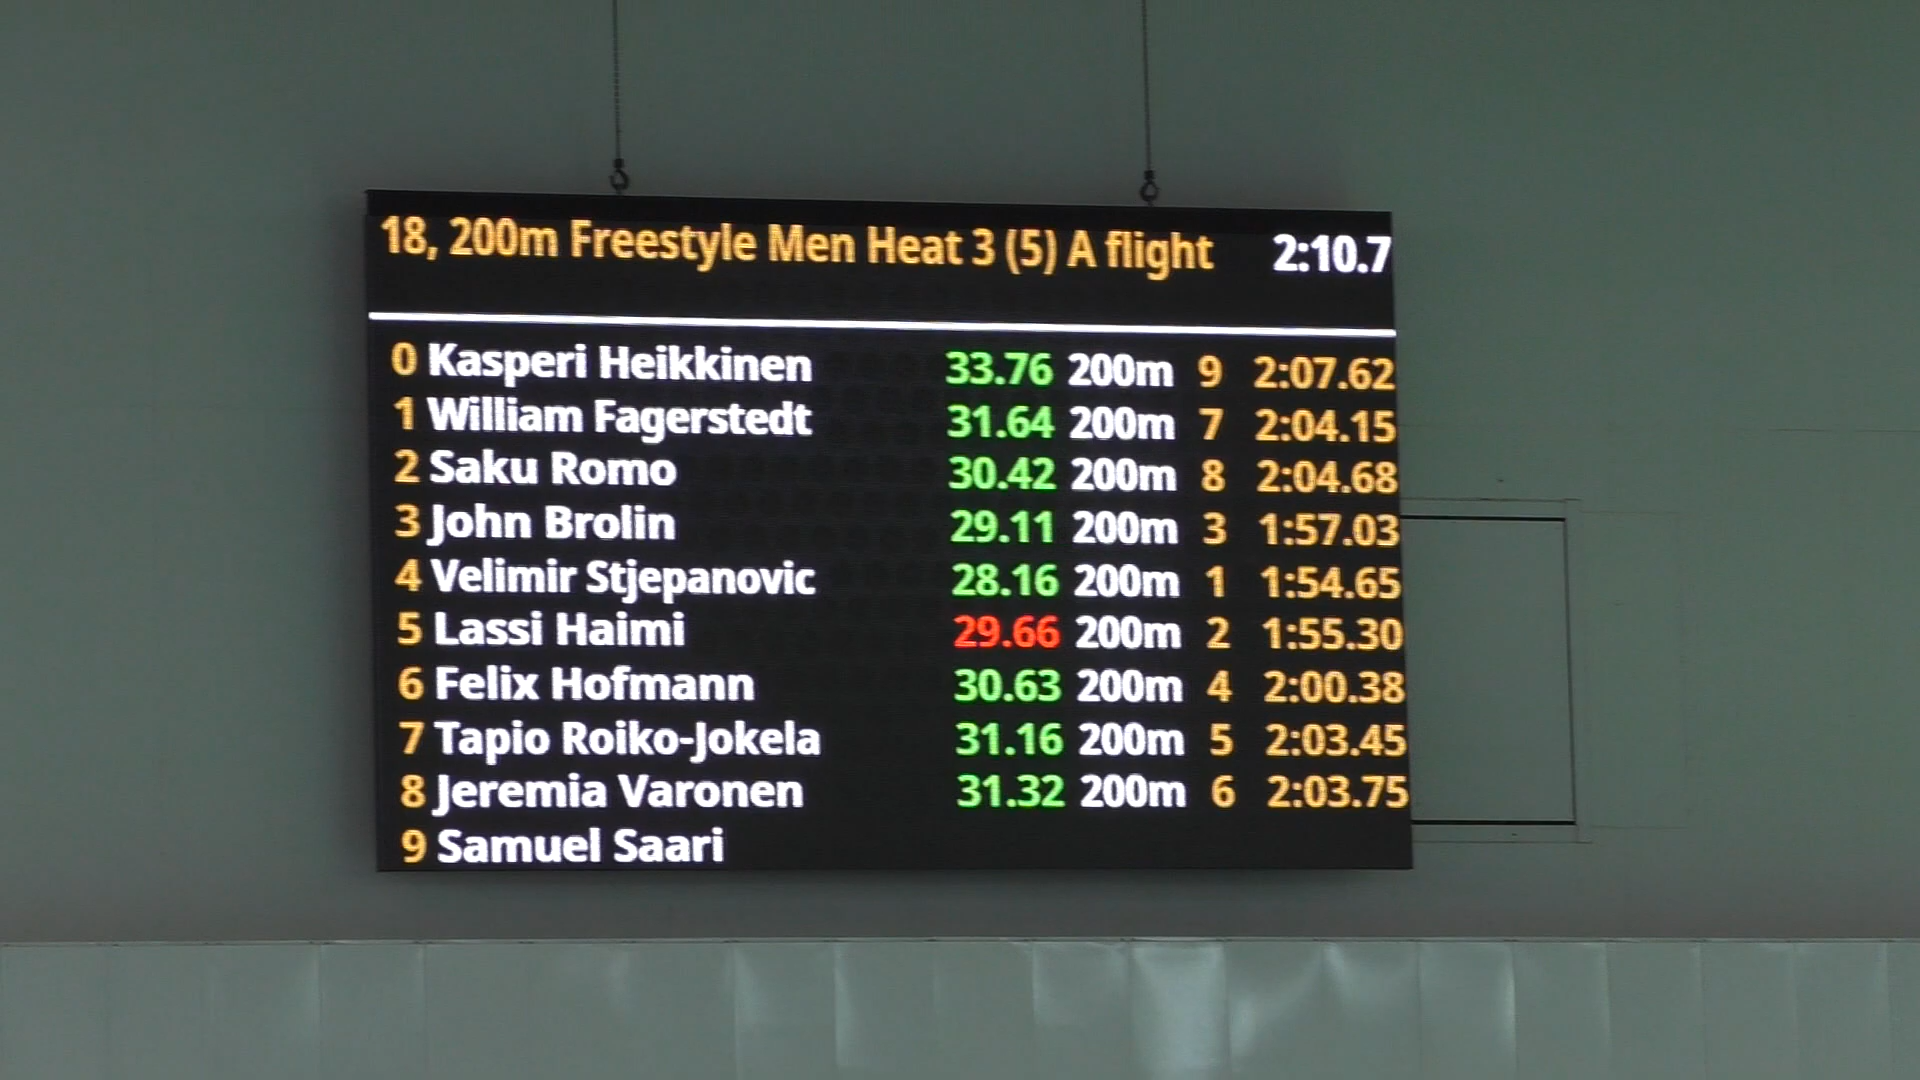 18, 200m Freestyle Men Heat 3 (5) A flight 2:10.7
0 Kasperi Heikkinen 33.76 200m 9 2:07.62
1 William Fagerstedt 31.64 200m 7 2:04.15
2 Saku Romo 30.42 200m 8 2:04.68
3 John Brolin 29.11 200m 3 1:57.03
4 Velimir Stjepanovic 28.16 200m 1 1:54.65
5 Lassi Haimi 29.66 200m 2 1:55.30
6 Felix Hofmann 30.63 200m 4 2:00.38
7 Tapio Roiko-Jokela 31.16 200m 5 2:03.45
8 Jeremia Varonen 31.32 200m 6 2:03.75
9 Samuel Saari